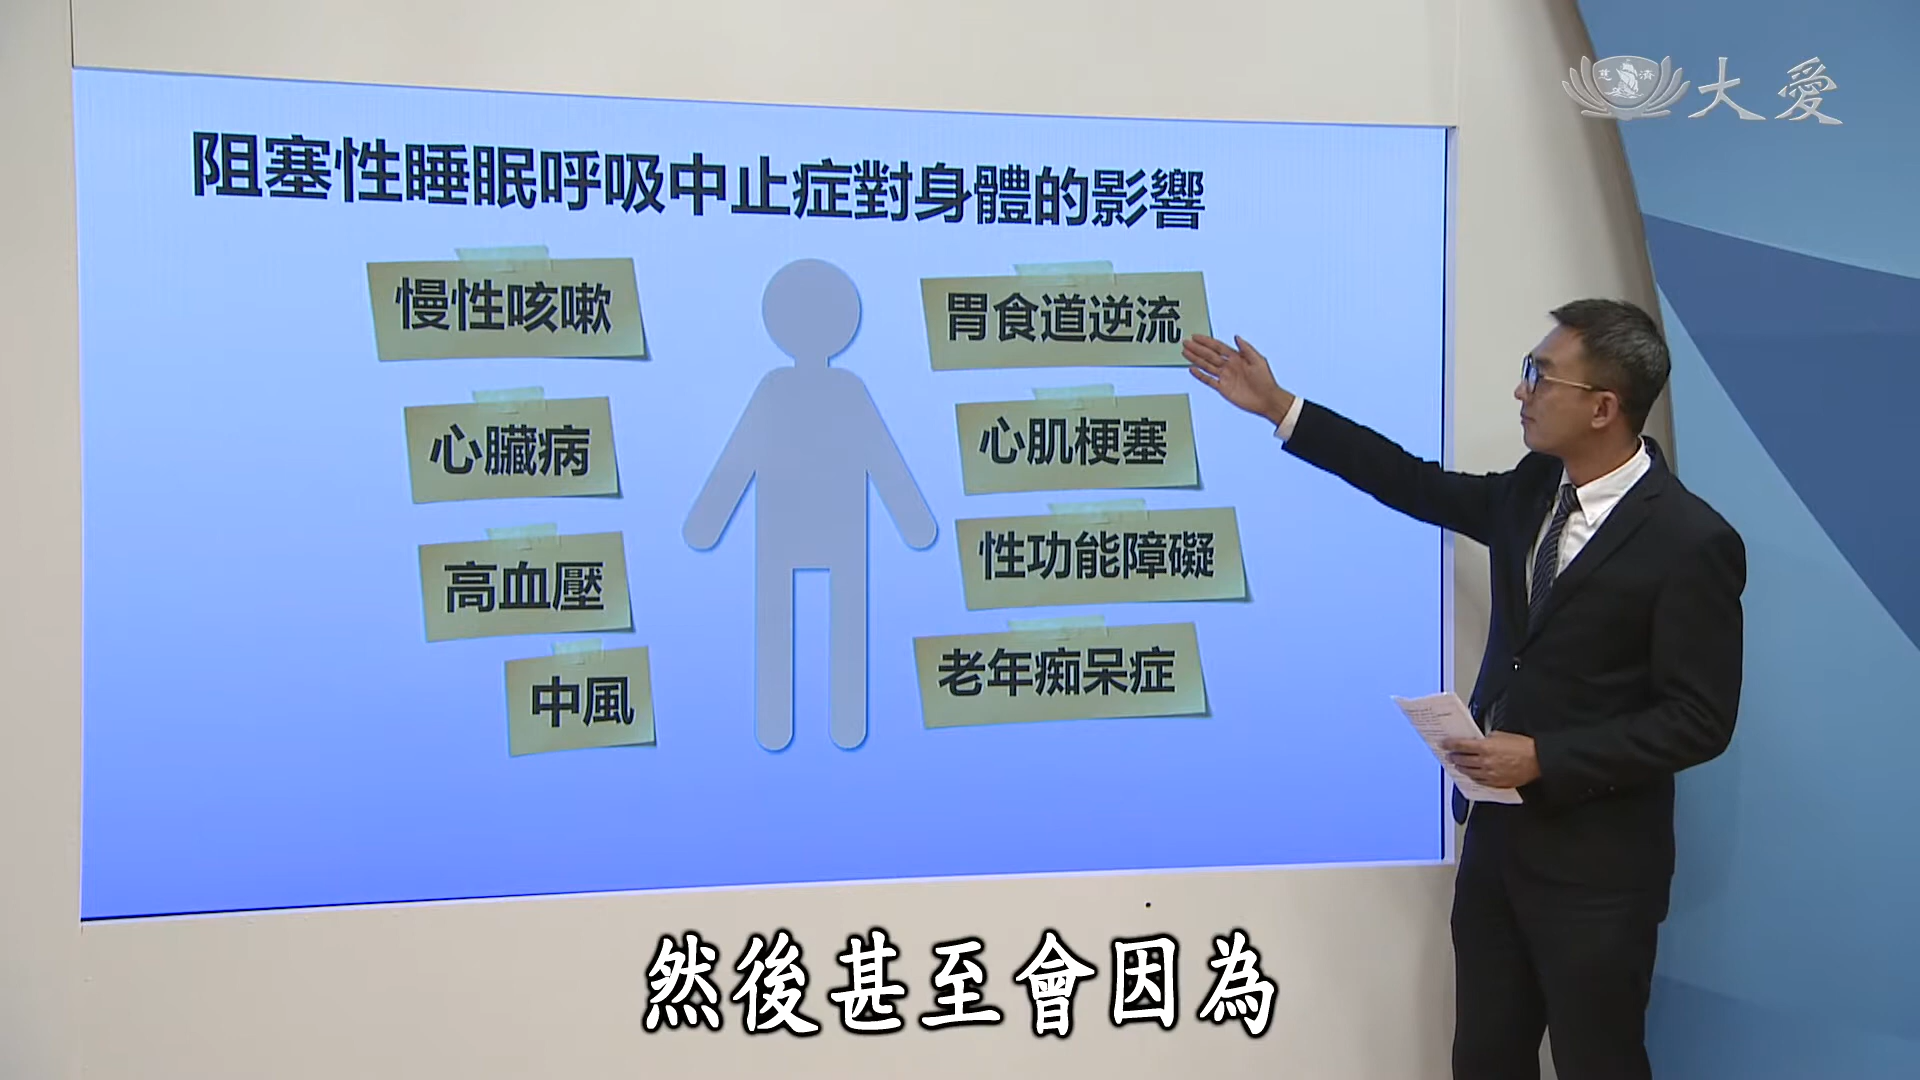 慈濟
大愛
阻塞性睡眠呼吸中止症對身體的影響
慢性咳嗽
胃食道逆流
心臟病
心肌梗塞
高血壓
性功能障礙
中風
老年痴呆症
然後甚至會因為